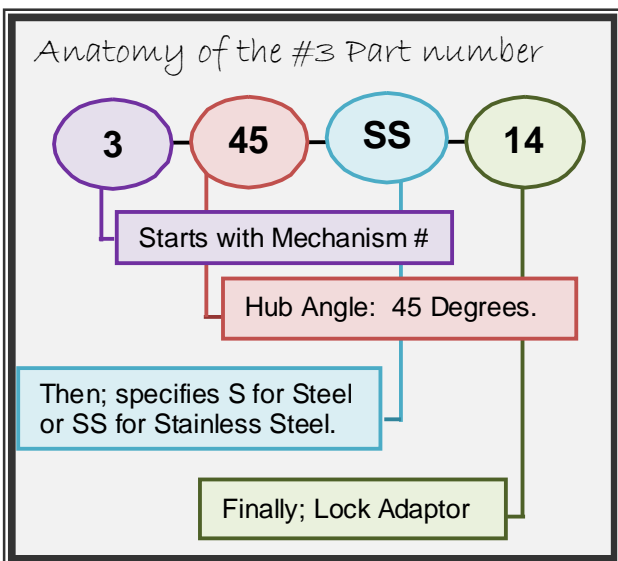 Anatomy of the #3 Part number
3 45 SS 14
Starts with Mechanism #
Hub Angle:  45 Degrees.
Then; specifies S for Steel
or SS for Stainless Steel.
Finally; Lock Adaptor